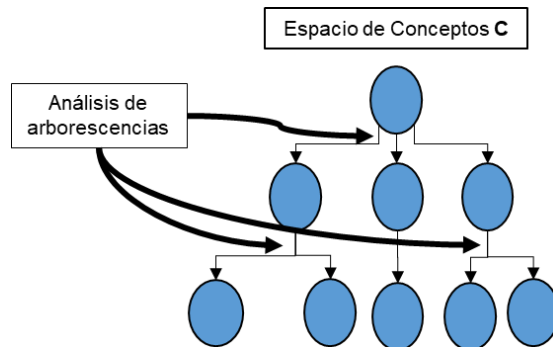 Espacio de Conceptos C
Análisis de
arborescencias